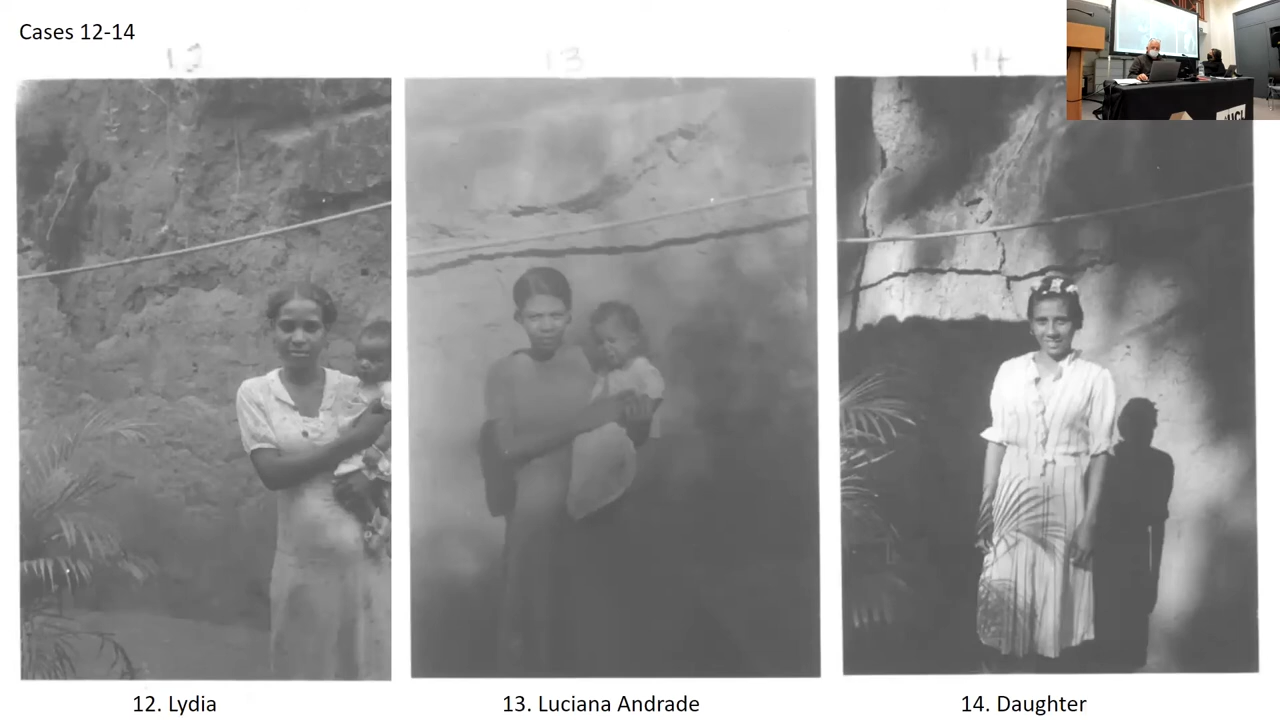 Cases 12-14
12
13
14
12. Lydia
13. Luciana Andrade
14. Daughter